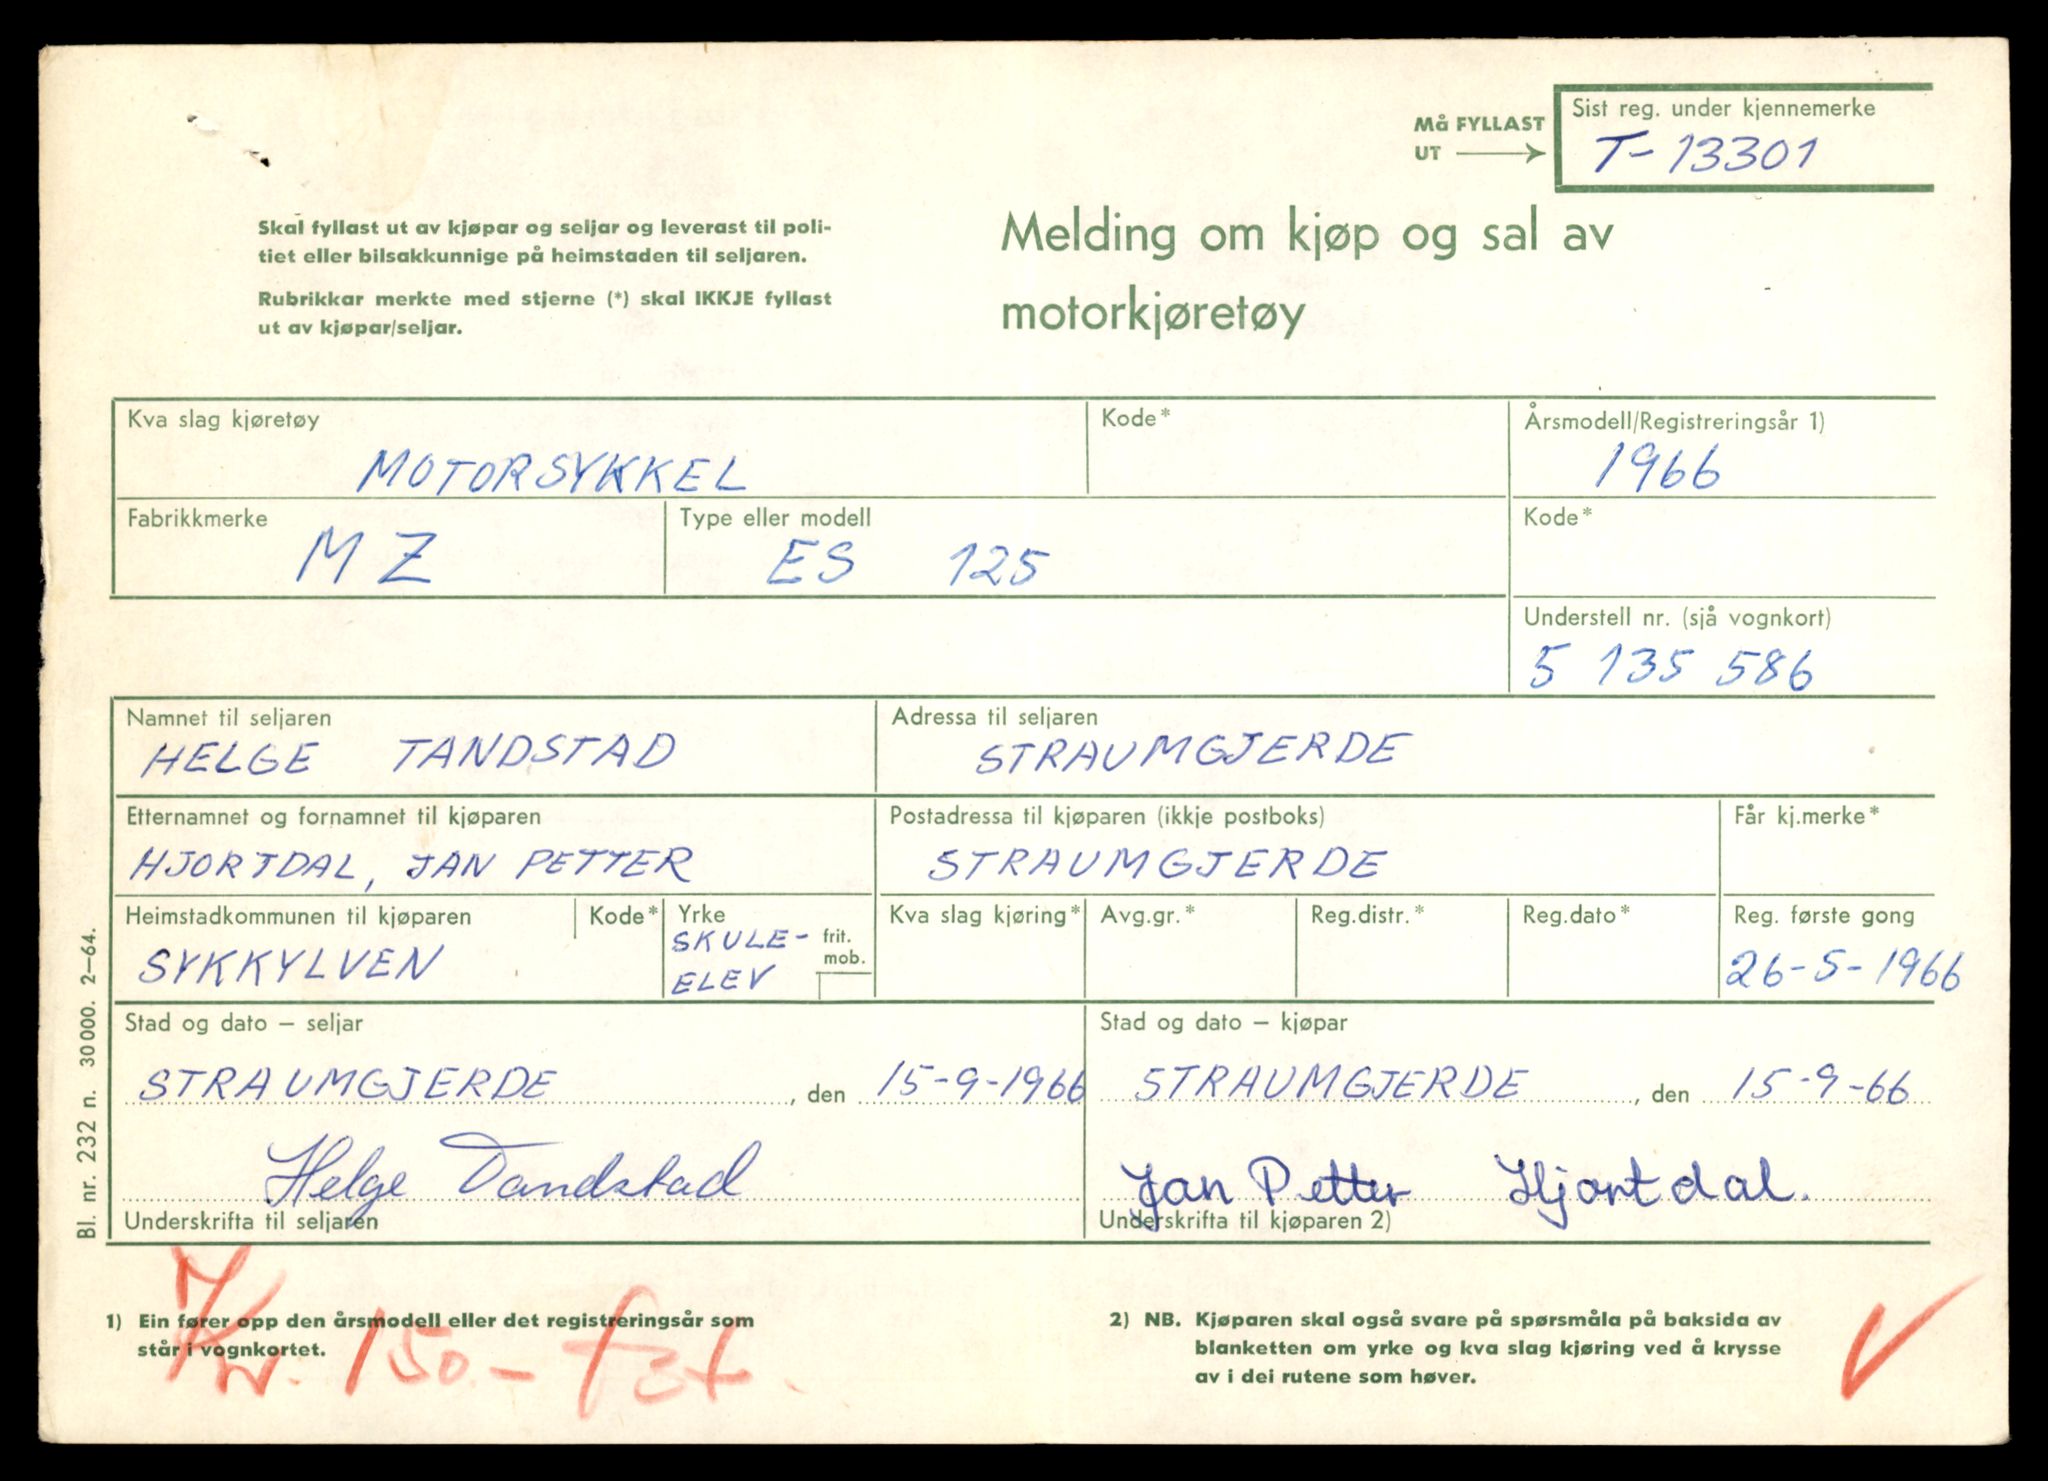 Må FYLLAST
UT
Sist reg. under kjennemerke
T-13301
Skal fyllast ut av kjøpar og seljar og leverast til poli-
tiet eller bilsakkunnige på heimstaden til seljaren.
Rubrikkar merkte med stjerne (*) skal IKKJE fyllast
ut av kjøpar/seljar.
Melding om kjøp og sal av
motorkjøretøy
Kva slag kjøretøy
MOTORSYKKEL
Kode*
Årsmodell/Registreringsår 1)
1966
Fabrikkmerke
MZ
Type eller modell
ES 125
Kode*
Understell nr. (sjå vognkort)
5 135 586
Namnet til seljaren
HELGE TANDSTAD
Adressa til seljaren
STRAUMGJERDE
Etternamnet og fornamnet til kjøparen
HJORTDAL, JAN PETTER
Postadressa til kjøparen (ikkje postboks)
STRAUMGJERDE
Får kj.merke*
Heimstadkommunen til kjøparen
SYKKYLVEN
Kode*
Yrke
SKULE-
ELEV
frit.
mob.
Kva slag kjøring*
Avg.gr.*
Reg.distr.*
Reg.dato*
Reg. første gong
26-5-1966
Stad og dato – seljar
STRAUMGJERDE, den 15-9-1966
Stad og dato – kjøpar
STRAUMGJERDE, den 15-9-66
Helge Tandstad
Underskrifta til seljaren
Jan Petter Hjortdal.
Underskrifta til kjøparen 2)
Bl. nr. 2232 n. 30000. 2–64.
1) Ein fører opp den årsmodell eller det registreringsår som
står i vognkortet.
Kr. 150.-
2) NB. Kjøparen skal også svare på spørsmåla på baksida av
blanketten om yrke og kva slag kjøring ved å krysse
av i dei rutene som høver.